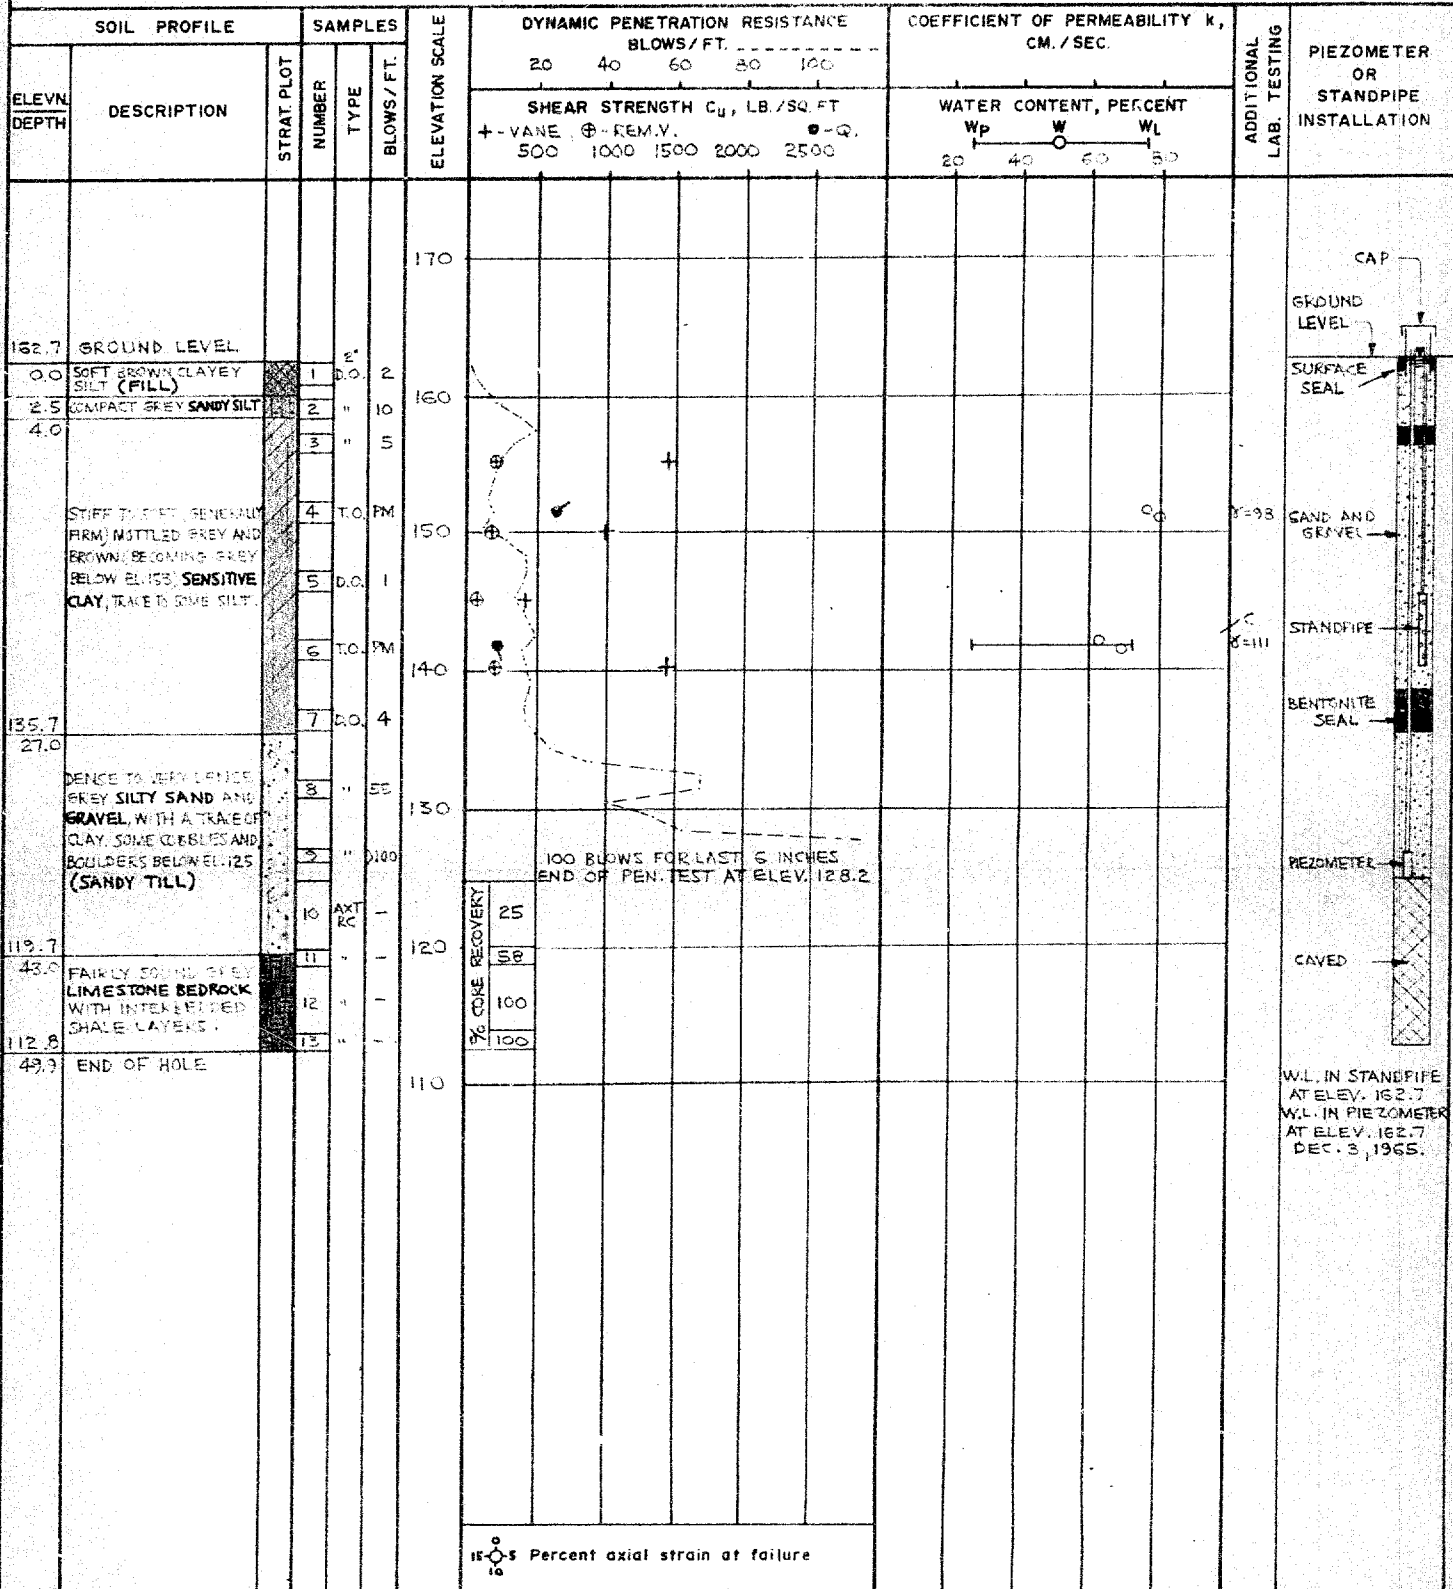 SOIL PROFILE
SAMPLES
ELEVN.
DEPTH
DESCRIPTION
STRAT. PLOT
NUMBER
TYPE
BLOWS / FT.
ELEVATION SCALE
DYNAMIC PENETRATION RESISTANCE
BLOWS / FT.
20 40 60 80 100
SHEAR STRENGTH Cu, LB./SQ. FT
+ - VANE ⊕ - REM.V. ● - Q.
500 1000 1500 2000 2500
COEFFICIENT OF PERMEABILITY k,
CM. / SEC.
WATER CONTENT, PERCENT
WP W WL
20 40 60 80
ADDITIONAL
LAB. TESTING
PIEZOMETER
OR
STANDPIPE
INSTALLATION
162.7 GROUND LEVEL
0.0 SOFT BROWN CLAYEY
SILT (FILL)
2.5 COMPACT GREY SANDY SILT
4.0
STIFF TO SOFT GENERALLY
FIRM, MOTTLED GREY AND
BROWN, BECOMING GREY
BELOW EL. 153, SENSITIVE
CLAY, TRACE TO SOME SILT.
135.7
27.0
DENSE TO VERY DENSE
GREY SILTY SAND AND
GRAVEL, WITH A TRACE OF
CLAY. SOME COBBLES AND
BOULDERS BELOW EL. 125
(SANDY TILL)
119.7
43.0
FAIRLY SOUND GREY
LIMESTONE BEDROCK
WITH INTERBEDDED
SHALE LAYERS.
112.8
49.9 END OF HOLE
1 2" D.O. 2
2 " 10
3 " 5
4 T.O. PM
5 D.O. 1
6 T.O. PM
7 D.O. 4
8 " 55
9 " 100
10 AXT RC -
11 " -
12 " -
13 " -
170
160
150
140
130
120
110
100 BLOWS FOR LAST 6 INCHES
END OF PEN. TEST AT ELEV. 128.2
% CORE RECOVERY
25
58
100
100
γ=93
C
γ=111
CAP
GROUND
LEVEL
SURFACE
SEAL
SAND AND
GRAVEL
STANDPIPE
BENTONITE
SEAL
PIEZOMETER
CAVED
W.L. IN STANDPIPE
AT ELEV. 162.7
W.L. IN PIEZOMETER
AT ELEV. 162.7
DEC. 3, 1965.
0
15 5 Percent axial strain at failure
10